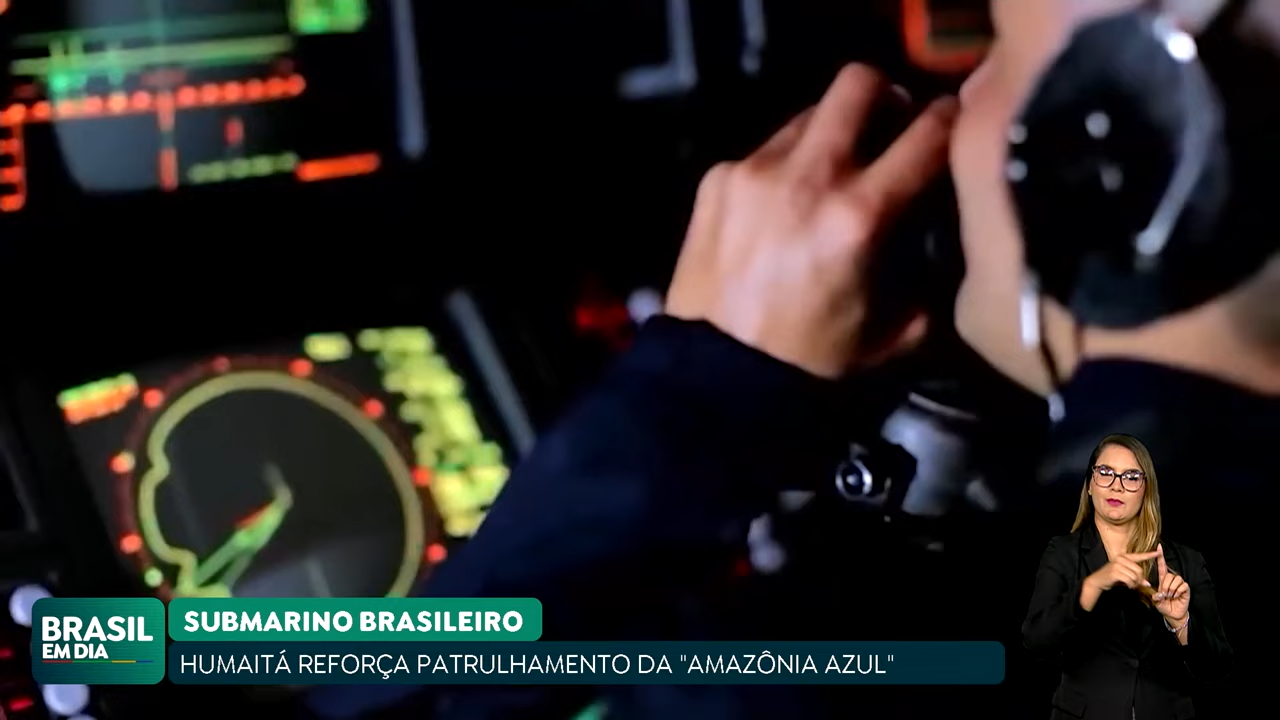 BRASIL
EM DIA
SUBMARINO BRASILEIRO
HUMAITÁ REFORÇA PATRULHAMENTO DA "AMAZÔNIA AZUL"